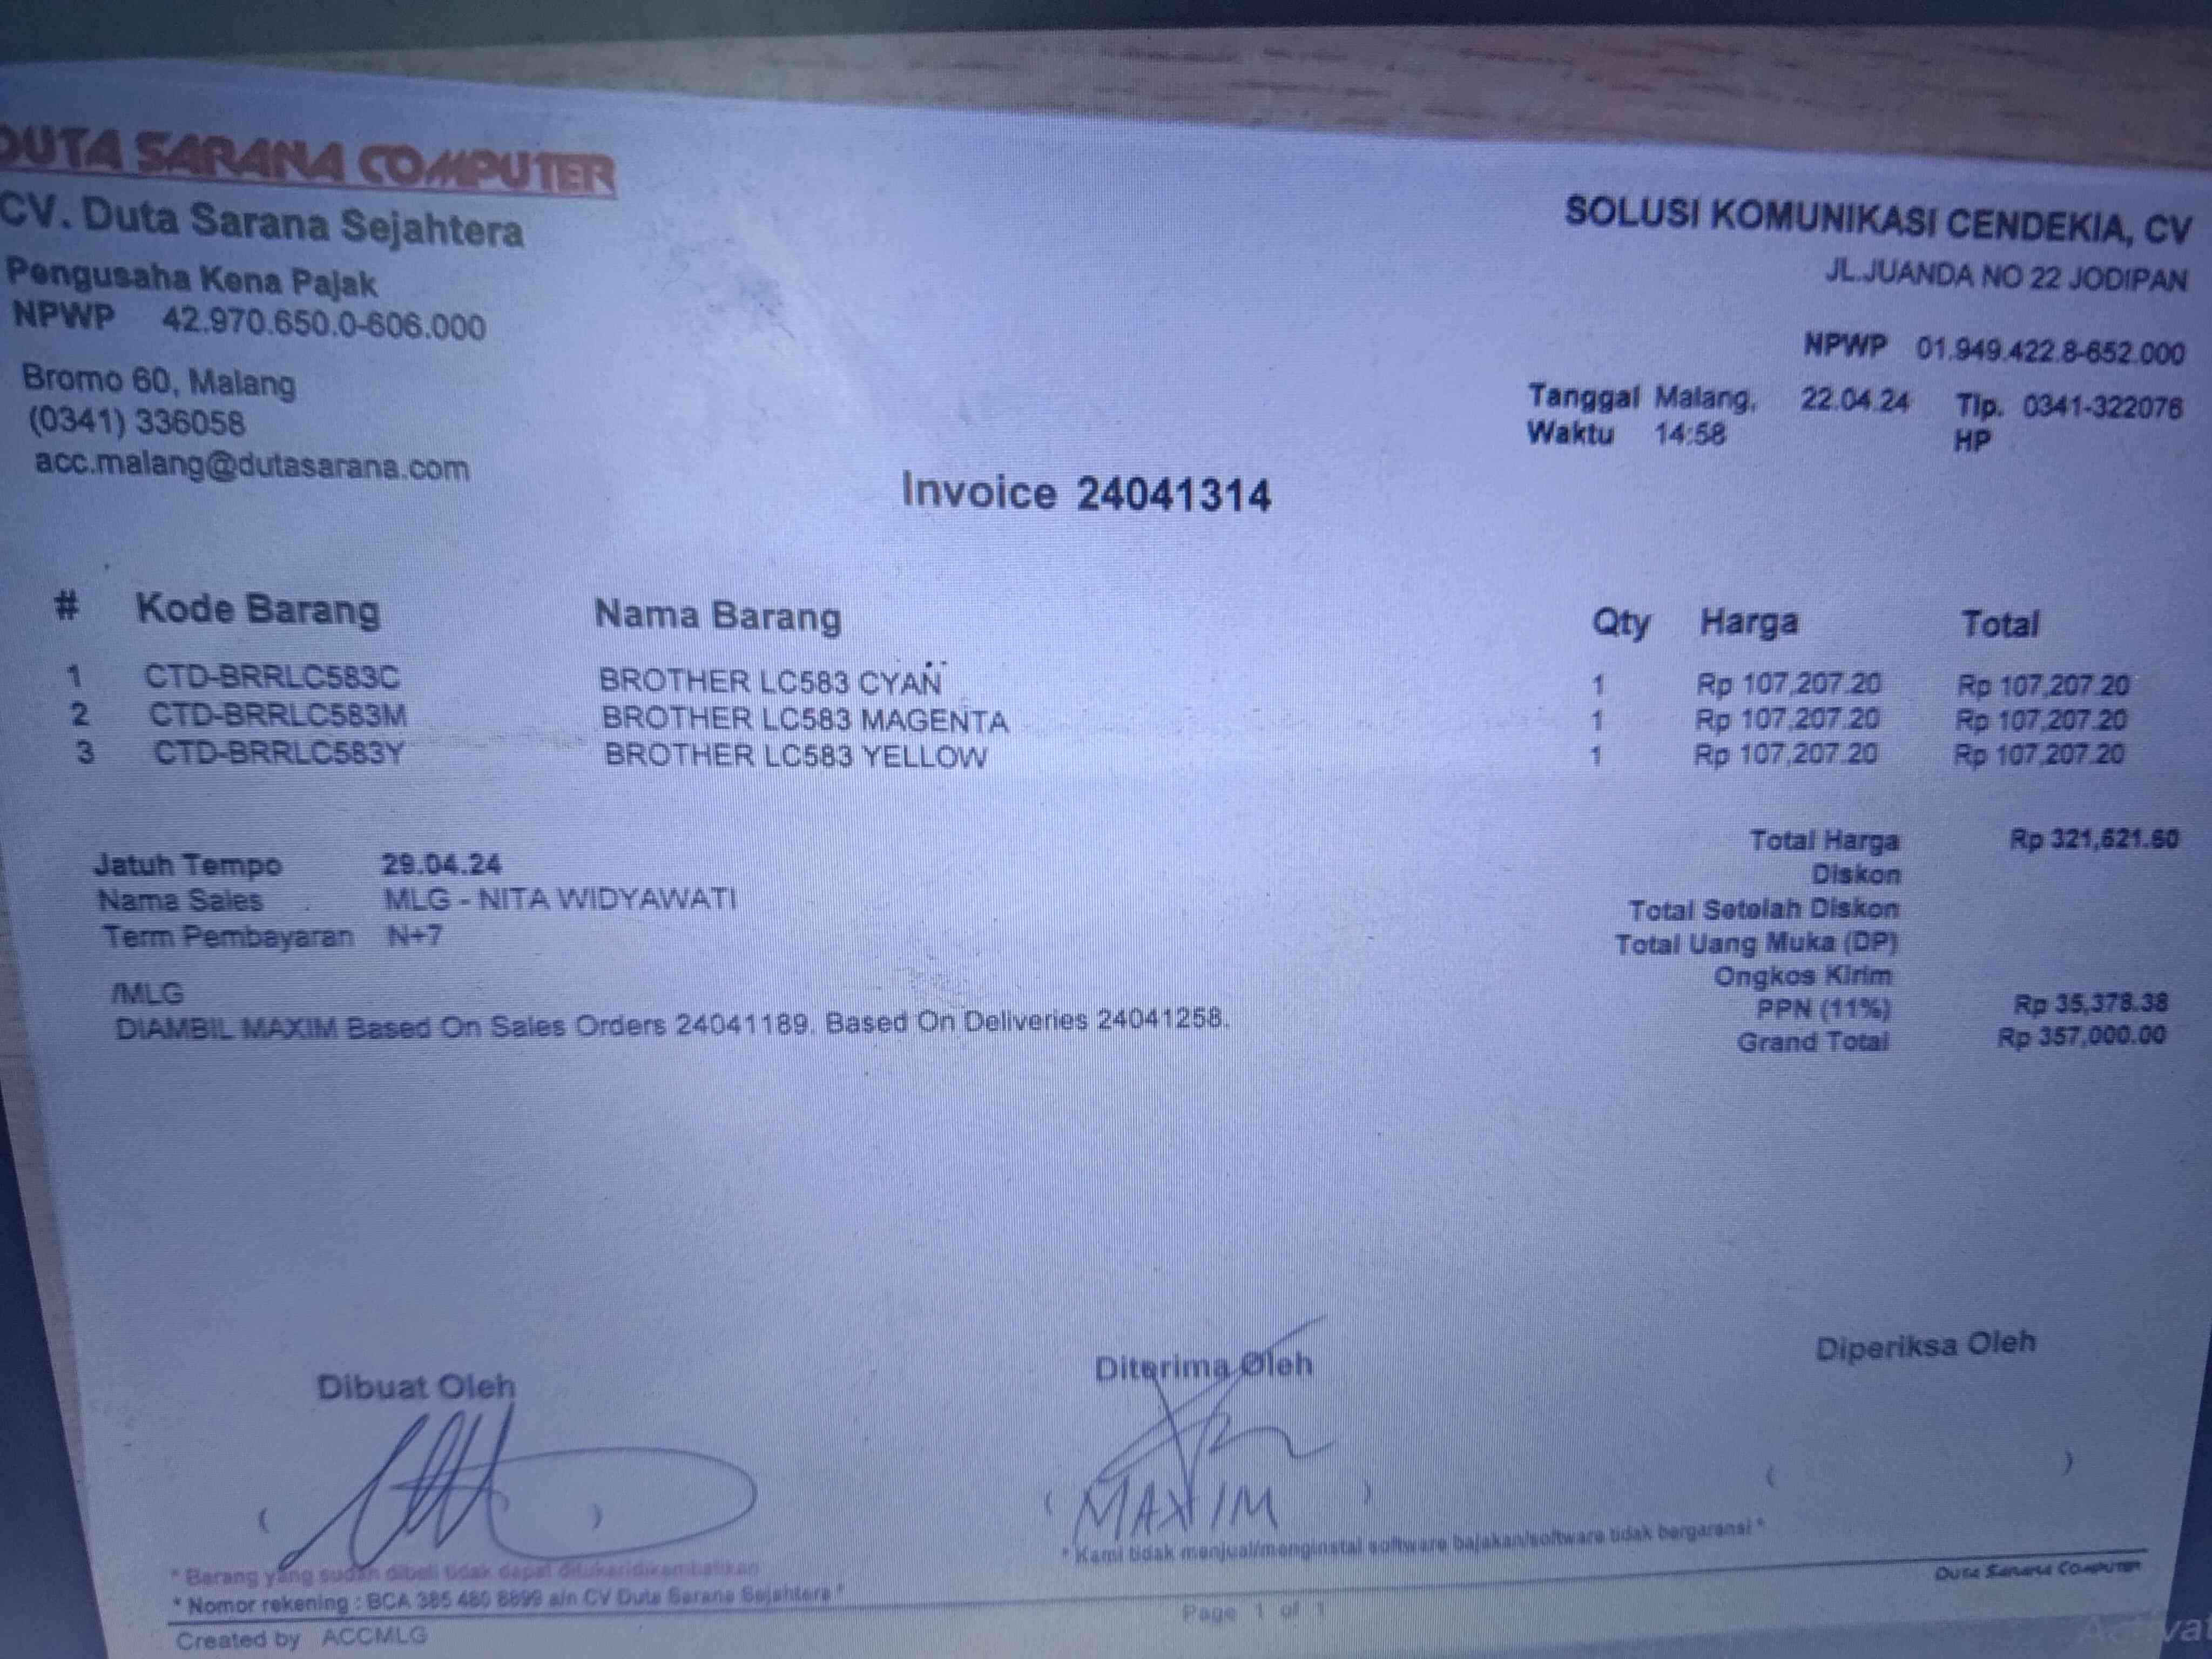 DUTA SARANA COMPUTER
CV. Duta Sarana Sejahtera
Pengusaha Kena Pajak
NPWP 42.970.650.0-606.000
Bromo 60, Malang
(0341) 336058
acc.malang@dutasarana.com
SOLUSI KOMUNIKASI CENDEKIA, CV
JL.JUANDA NO 22 JODIPAN
NPWP 01.949.422.8-652.000
Tanggal Malang, 22.04.24 Tlp. 0341-322076
Waktu 14:58 HP
Invoice 24041314
# Kode Barang Nama Barang Qty Harga Total
1 CTD-BRRLC583C BROTHER LC583 CYAN 1 Rp 107,207.20 Rp 107,207.20
2 CTD-BRRLC583M BROTHER LC583 MAGENTA 1 Rp 107,207.20 Rp 107,207.20
3 CTD-BRRLC583Y BROTHER LC583 YELLOW 1 Rp 107,207.20 Rp 107,207.20
Jatuh Tempo 29.04.24
Nama Sales MLG - NITA WIDYAWATI
Term Pembayaran N+7
/MLG
DIAMBIL MAXIM Based On Sales Orders 24041189. Based On Deliveries 24041258.
Total Harga Rp 321,621.60
Diskon
Total Setelah Diskon
Total Uang Muka (DP)
Ongkos Kirim
PPN (11%) Rp 35,378.38
Grand Total Rp 357,000.00
Dibuat Oleh
Diterima Oleh
Diperiksa Oleh
( )
( MAXIM )
( )
* Barang yang sudah dibeli tidak dapat ditukar/dikembalikan
* Nomor rekening : BCA 385 480 8899 a/n CV Duta Sarana Sejahtera *
* Kami tidak menjual/menginstal software bajakan/software tidak bergaransi *
DUTA SARANA COMPUTER
Created by ACCMLG
Page 1 of 1